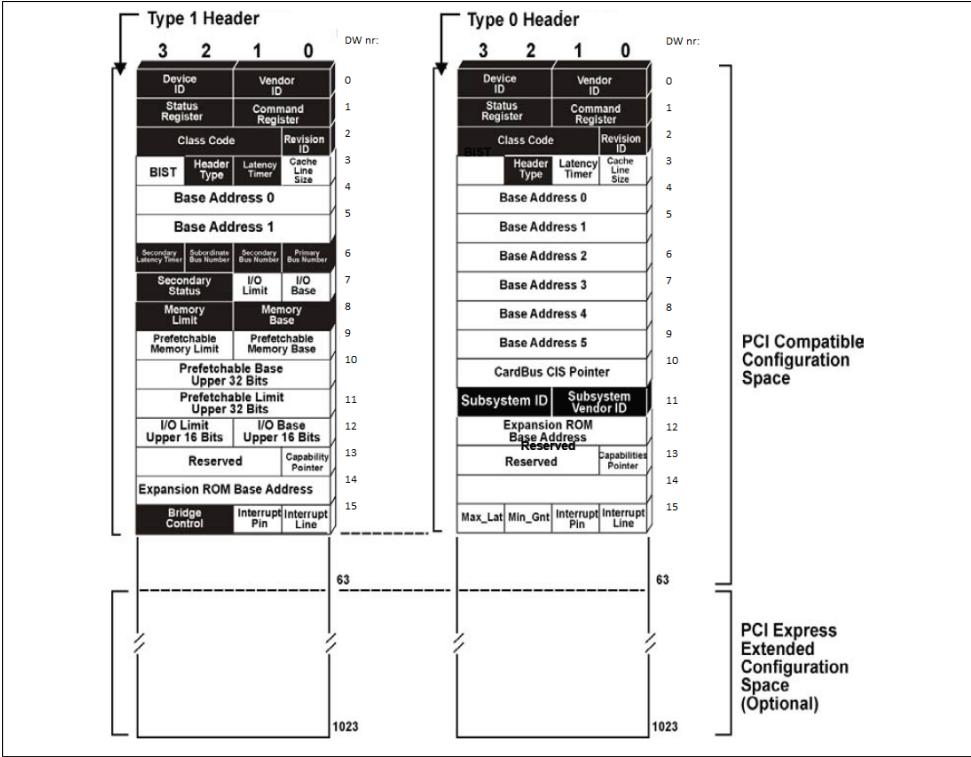 Type 1 Header
3 2 1 0
DW nr:
Device
ID
Vendor
ID
0
Status
Register
Command
Register
1
Class Code
Revision
ID
2
BIST
Header
Type
Latency
Timer
Cache
Line
Size
3
Base Address 0
4
Base Address 1
5
Secondary
Latency Timer
Subordinate
Bus Number
Secondary
Bus Number
Primary
Bus Number
6
Secondary
Status
I/O
Limit
I/O
Base
7
Memory
Limit
Memory
Base
8
Prefetchable
Memory Limit
Prefetchable
Memory Base
9
Prefetchable Base
Upper 32 Bits
10
Prefetchable Limit
Upper 32 Bits
11
I/O Limit
Upper 16 Bits
I/O Base
Upper 16 Bits
12
Reserved
Capability
Pointer
13
Expansion ROM Base Address
14
Bridge
Control
Interrupt
Pin
Interrupt
Line
15
63
1023
Type 0 Header
3 2 1 0
DW nr:
Device
ID
Vendor
ID
0
Status
Register
Command
Register
1
Class Code
Revision
ID
2
BIST
Header
Type
Latency
Timer
Cache
Line
Size
3
Base Address 0
4
Base Address 1
5
Base Address 2
6
Base Address 3
7
Base Address 4
8
Base Address 5
9
CardBus CIS Pointer
10
Subsystem ID
Subsystem
Vendor ID
11
Expansion ROM
Base Address
12
Reserved
Reserved
Capabilities
Pointer
13
14
Max_Lat
Min_Gnt
Interrupt
Pin
Interrupt
Line
15
63
1023
PCI Compatible
Configuration
Space
PCI Express
Extended
Configuration
Space
(Optional)